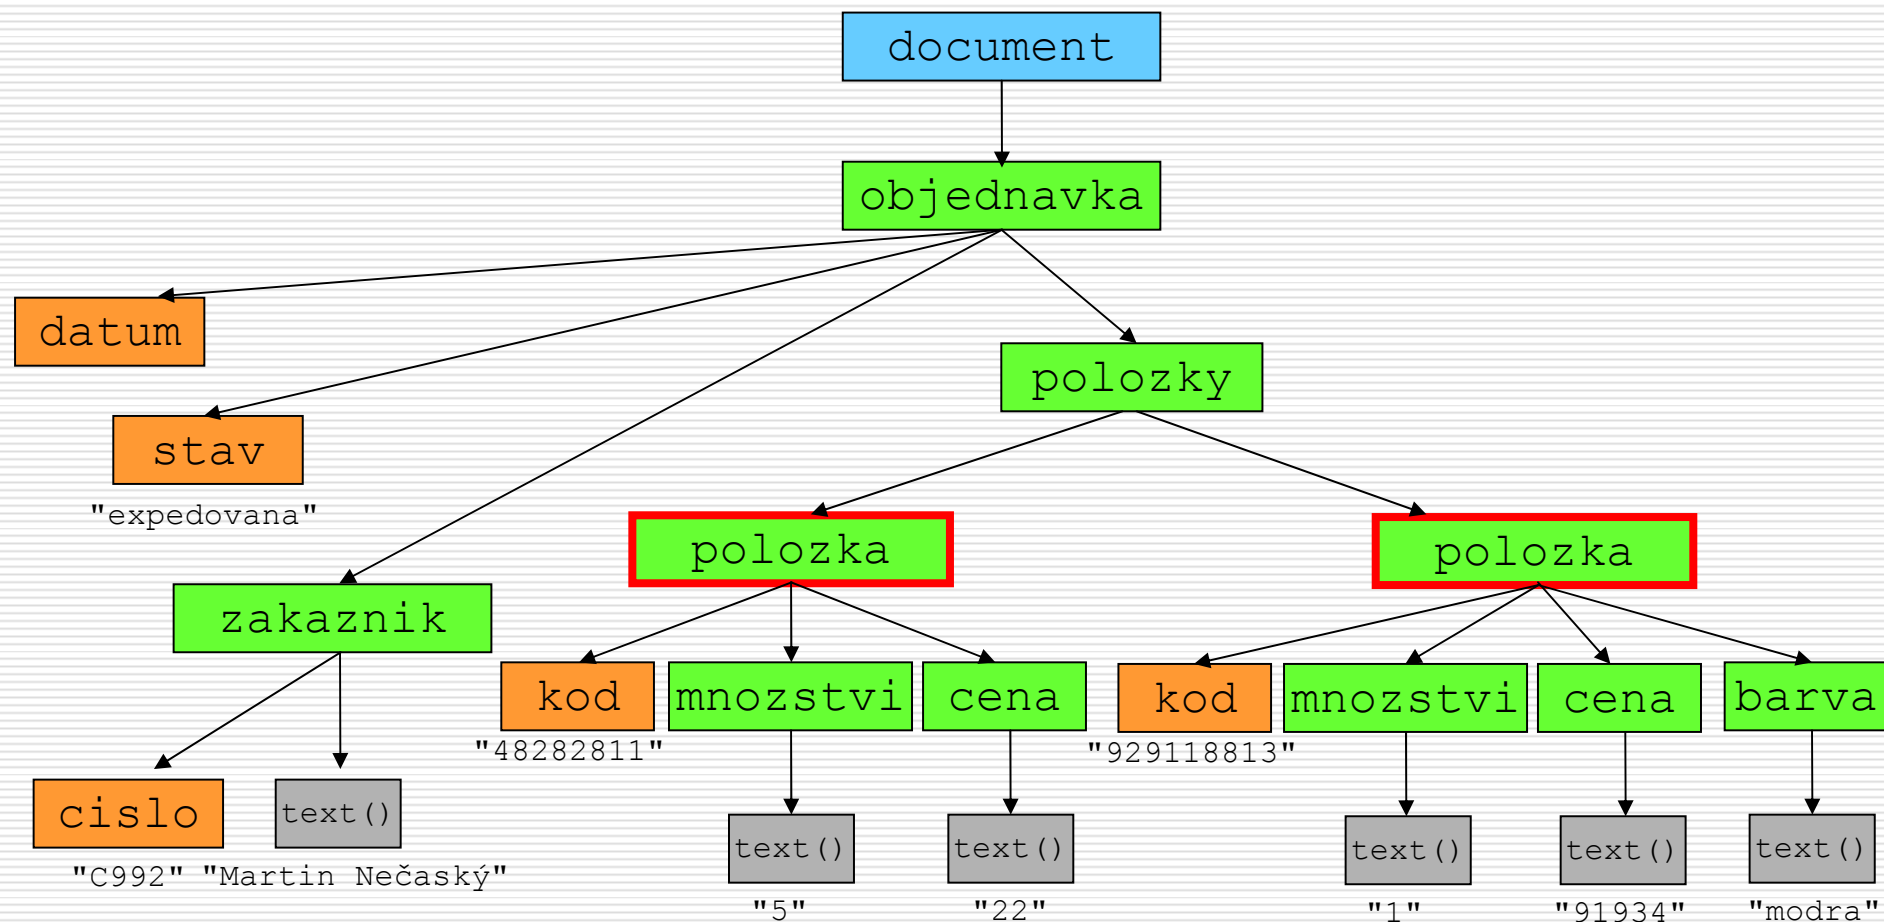 document
objednavka
datum
polozky
stav
"expedovana"
polozka
polozka
zakaznik
kod
mnozstvi
cena
kod
mnozstvi
cena
barva
"48282811"
"929118813"
cislo
text()
text()
text()
text()
text()
text()
"C992"
"Martin Nečaský"
"5"
"22"
"1"
"91934"
"modra"